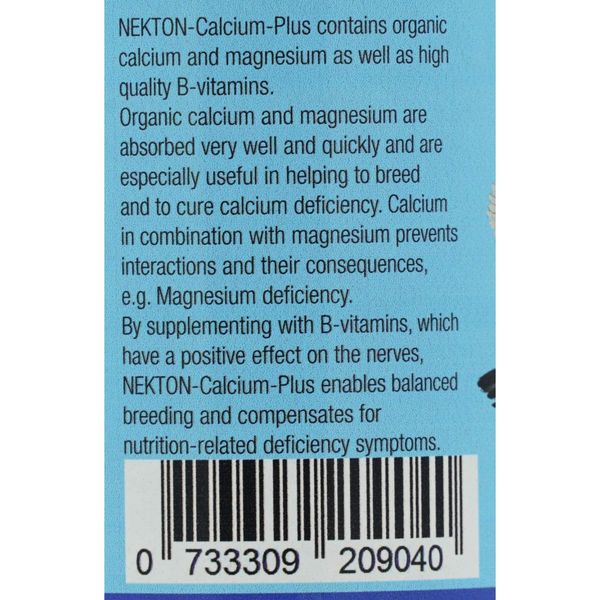 NEKTON-Calcium-Plus contains organic
calcium and magnesium as well as high
quality B-vitamins.
Organic calcium and magnesium are
absorbed very well and quickly and are
especially useful in helping to breed
and to cure calcium deficiency. Calcium
in combination with magnesium prevents
interactions and their consequences,
e.g. Magnesium deficiency.
By supplementing with B-vitamins, which
have a positive effect on the nerves,
NEKTON-Calcium-Plus enables balanced
breeding and compensates for
nutrition-related deficiency symptoms.
0 733309 209040